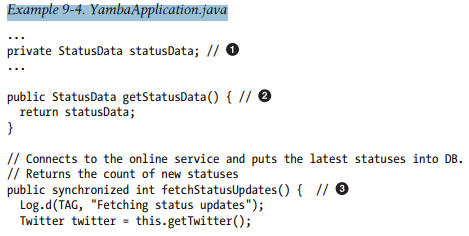 Example 9-4. YambaApplication.java
...
private StatusData statusData; // ❶
...
public StatusData getStatusData() { // ❷
  return statusData;
}
// Connects to the online service and puts the latest statuses into DB.
// Returns the count of new statuses
public synchronized int fetchStatusUpdates() {  // ❸
  Log.d(TAG, "Fetching status updates");
  Twitter twitter = this.getTwitter();